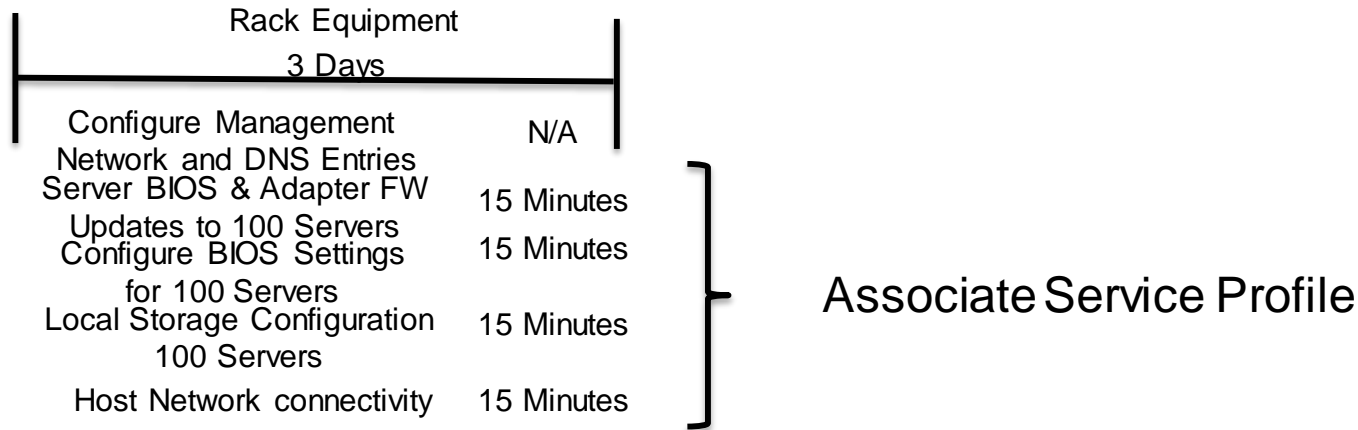 Rack Equipment
3 Days
Configure Management
Network and DNS Entries
N/A
Server BIOS & Adapter FW
Updates to 100 Servers
15 Minutes
Configure BIOS Settings
for 100 Servers
15 Minutes
Local Storage Configuration
100 Servers
15 Minutes
Host Network connectivity
15 Minutes
Associate Service Profile